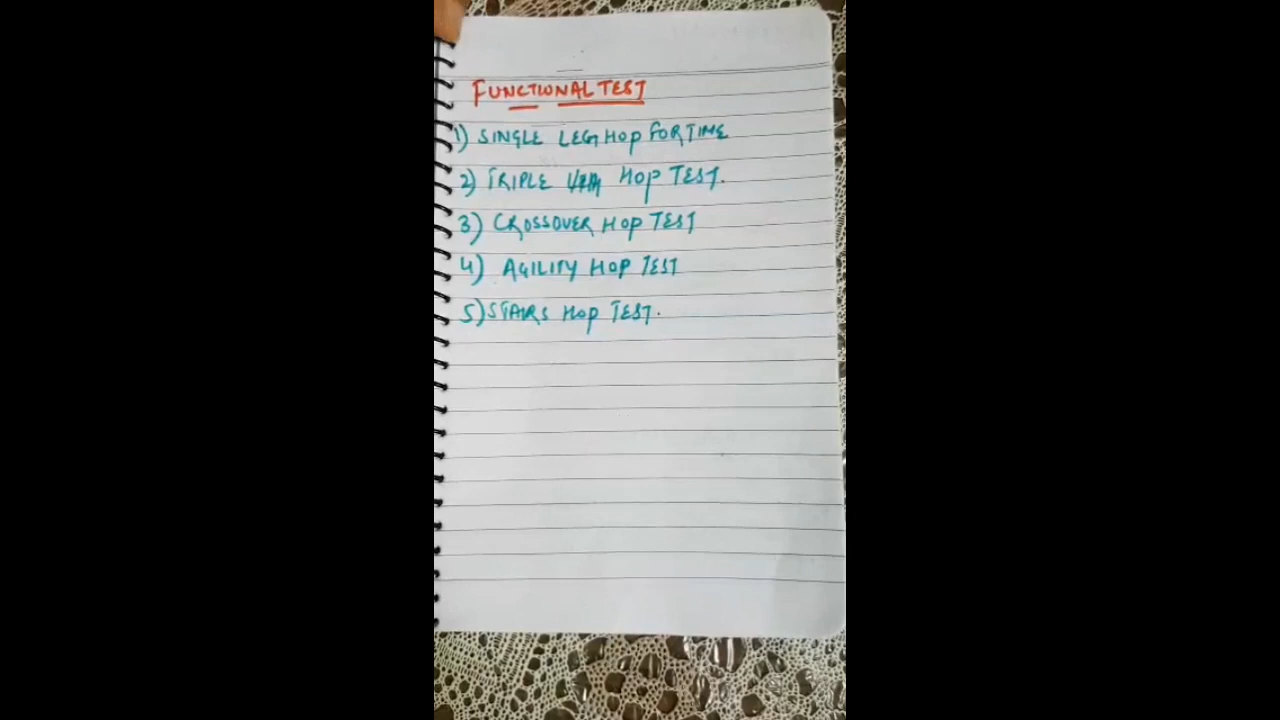 FUNCTIONAL TEST
1) SINGLE LEG HOP FOR TIME
2) TRIPLE HOP TEST.
3) CROSSOVER HOP TEST
4) AGILITY HOP TEST
5) STAIRS HOP TEST.